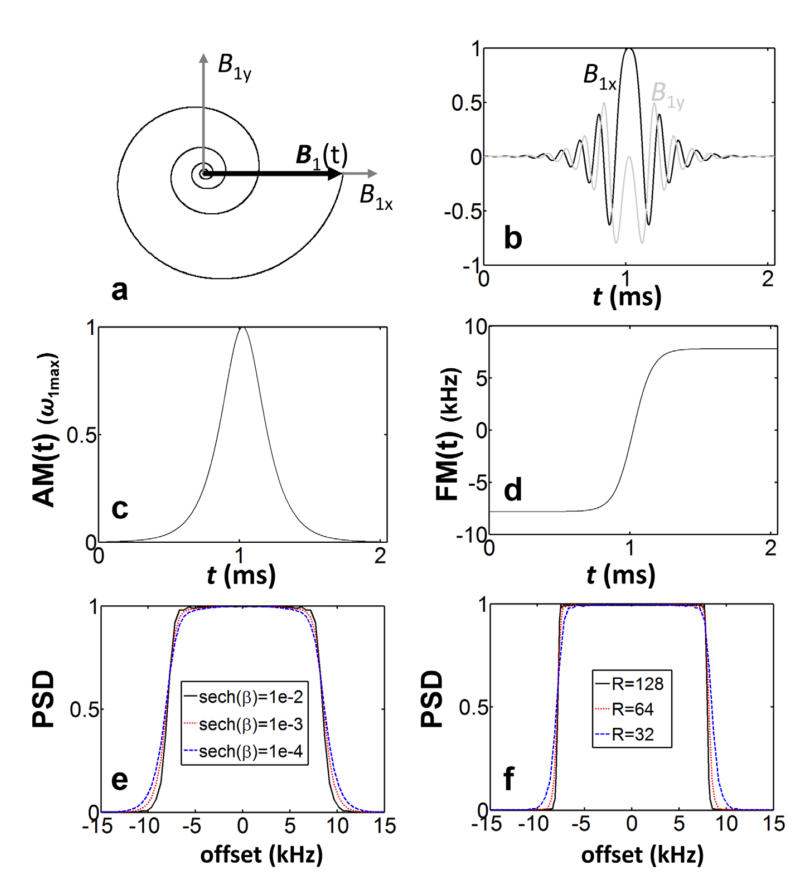 B1y
B1(t)
B1x
a
1
0.5
0
-0.5
-1
0
1
2
B1x
B1y
b
t (ms)
AM(t) (ω1max)
1
0.5
0
0
1
2
c
t (ms)
FM(t) (kHz)
10
5
0
-5
-10
0
1
2
d
t (ms)
PSD
1
0.5
0
-15
-10
-5
0
5
10
15
sech(β)=1e-2
sech(β)=1e-3
sech(β)=1e-4
e
offset (kHz)
PSD
1
0.5
0
-15
-10
-5
0
5
10
15
R=128
R=64
R=32
f
offset (kHz)